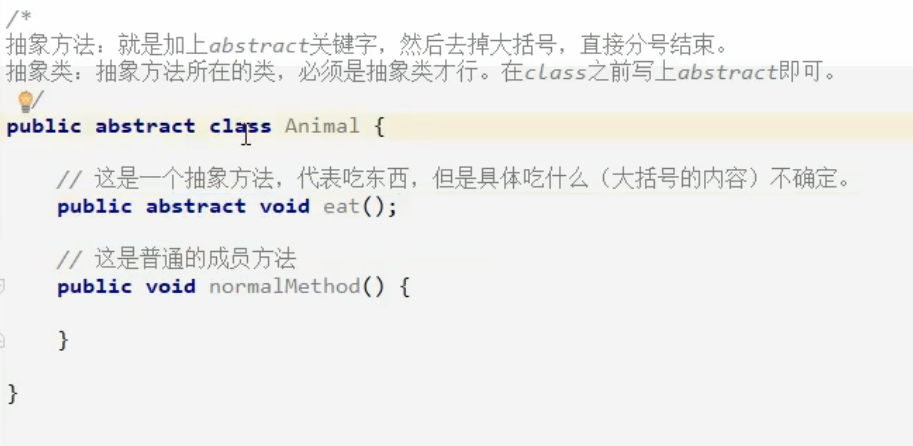 /*
抽象方法：就是加上abstract关键字，然后去掉大括号，直接分号结束。
抽象类：抽象方法所在的类，必须是抽象类才行。在class之前写上abstract即可。
/
public abstract class Animal {
// 这是一个抽象方法，代表吃东西，但是具体吃什么（大括号的内容）不确定。
public abstract void eat();
// 这是普通的成员方法
public void normalMethod() {
}
}